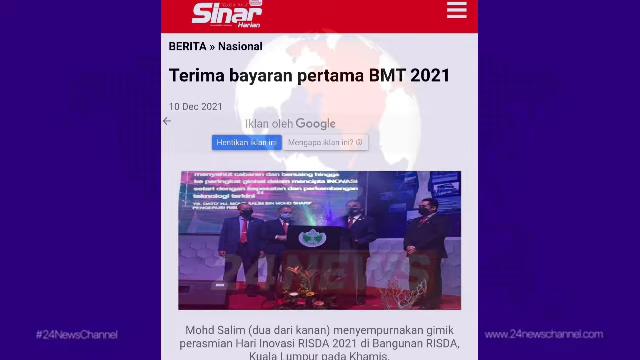 Sinar
Harian
BERITA » Nasional
Terima bayaran pertama BMT 2021
10 Dec 2021
Iklan oleh Google
Hentikan iklan ini
Mengapa iklan ini?
menyahut cabaran dan bersaing hingga
ke peringkat global dalam mencipta INOVASI
selari dengan kepesatan dan perkembangan
teknologi terkini
24NEWS
Mohd Salim (dua dari kanan) menyempurnakan gimik
perasmian Hari Inovasi RISDA 2021 di Bangunan RISDA,
Kuala Lumpur pada Khamis.
#24NewsChannel
www.24newschannel.com